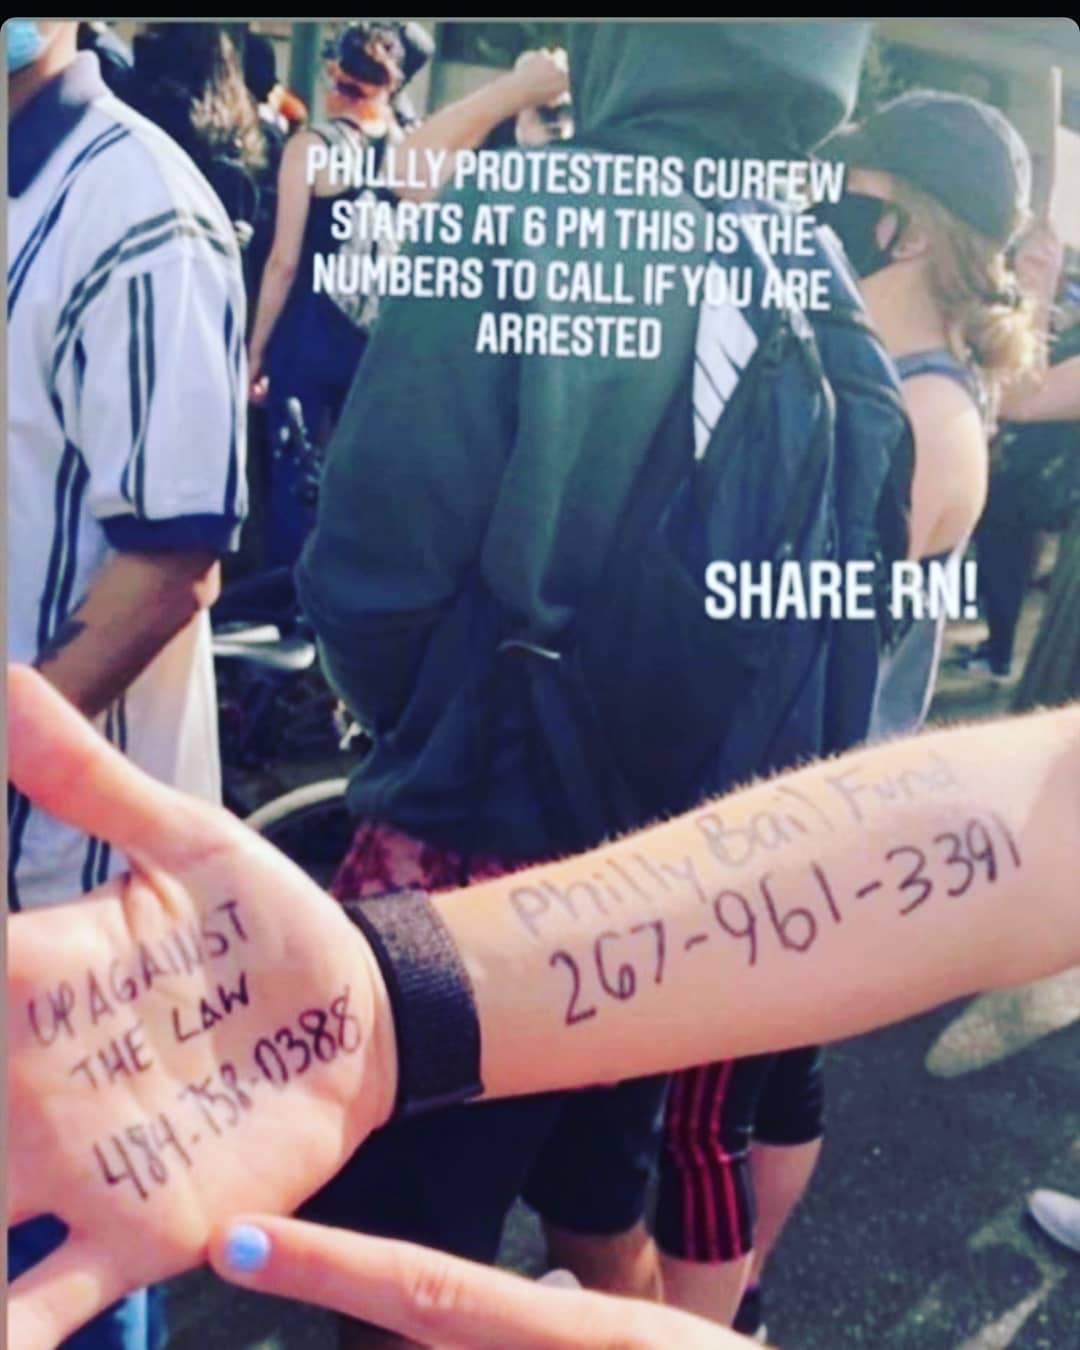 PHILLLY PROTESTERS CURFEW
STARTS AT 6 PM THIS IS THE
NUMBERS TO CALL IF YOU ARE
ARRESTED
SHARE RN!
Philly Bail Fund
267-961-3391
UP AGAINST
THE LAW
484-758-0388